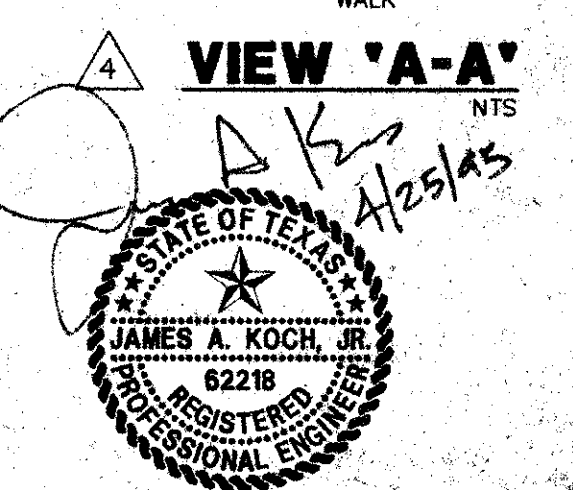 WALK
4
VIEW "A-A"
NTS
4/25/95
STATE OF TEXAS
JAMES A. KOCH, JR.
62218
REGISTERED
PROFESSIONAL ENGINEER